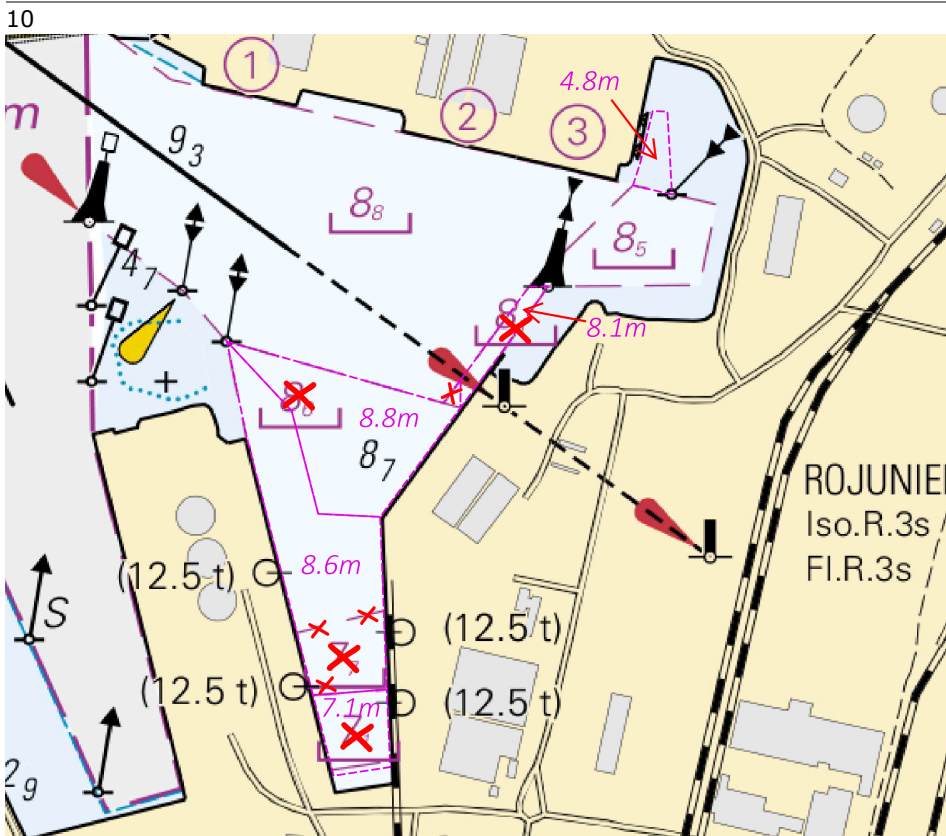 10
1
2
3
4.8m
m
9₃
8₈
8₅
4₇
8
8.1m
8.8m
8₇
ROJUNIE
Iso.R.3s
Fl.R.3s
8.6m
(12.5 t)
(12.5 t)
S
(12.5 t)
(12.5 t)
7.1m
2₉